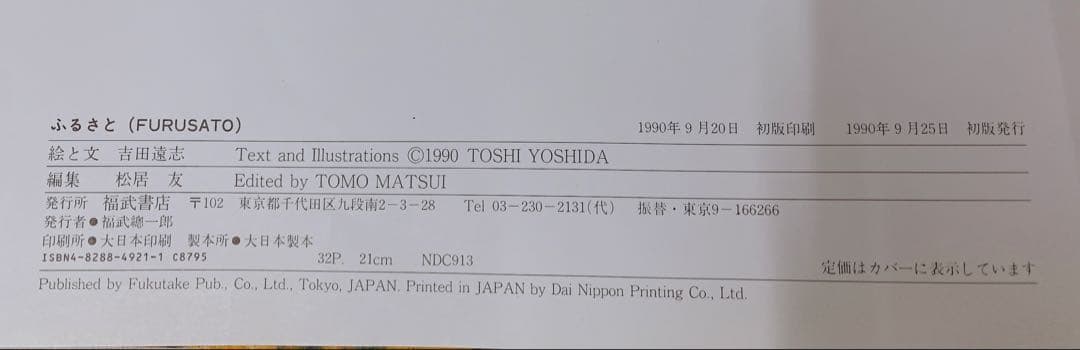 ふるさと（FURUSATO） 1990年9月20日 初版印刷 1990年9月25日 初版発行
絵と文 吉田遠志 Text and Illustrations ©1990 TOSHI YOSHIDA
編集 松居 友 Edited by TOMO MATSUI
発行所 福武書店 〒102 東京都千代田区九段南2−3−28 Tel 03−230−2131(代) 振替・東京9−166266
発行者●福武總一郎
印刷所●大日本印刷 製本所●大日本製本
ISBN4-8288-4921-1 C8795 32P. 21cm NDC913 定価はカバーに表示しています
Published by Fukutake Pub., Co., Ltd., Tokyo, JAPAN. Printed in JAPAN by Dai Nippon Printing Co., Ltd.